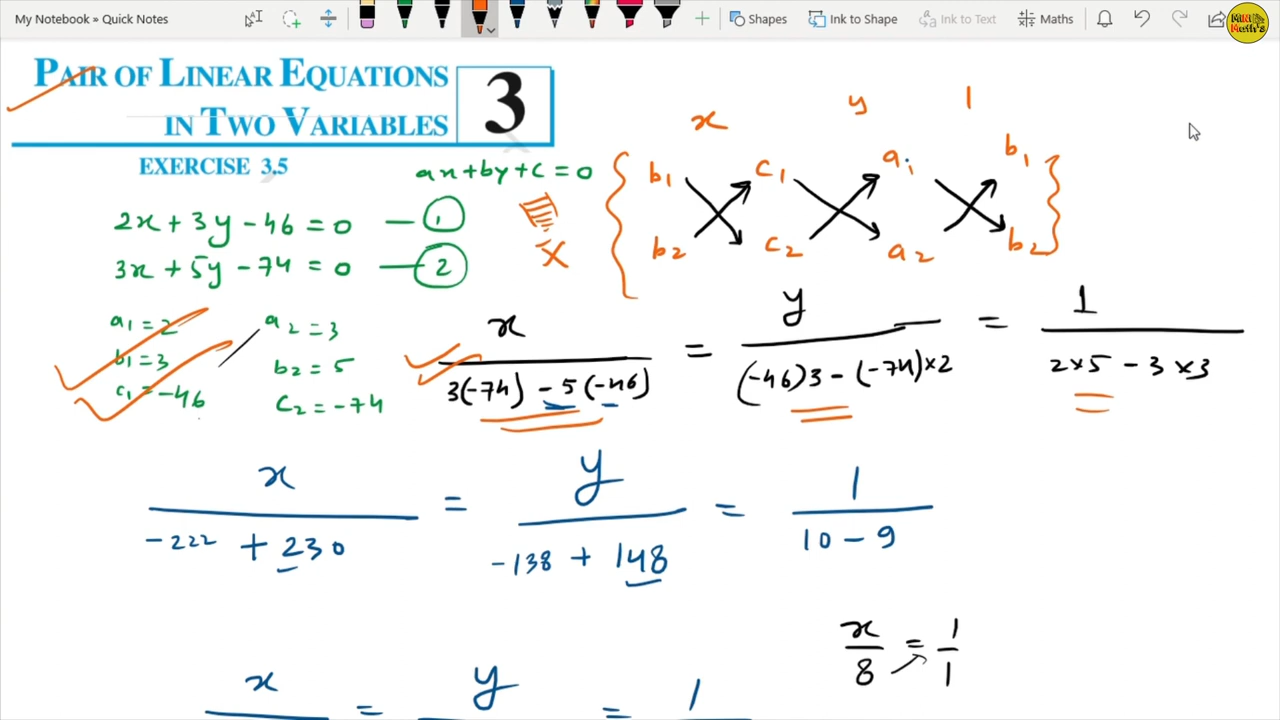 My Notebook » Quick Notes
Shapes
Ink to Shape
Ink to Text
Maths
Maths
PAIR OF LINEAR EQUATIONS
IN TWO VARIABLES
3
EXERCISE 3.5
ax+by+c=0
2x+3y-46=0 — 1
3x+5y-74=0 — 2
a1=2 a2=3
b1=3 b2=5
c1=-46 c2=-74
x y 1
b1 c1 a1 b1
b2 c2 a2 b2
x = y = 1
3(-74) - 5(-46) (-46)3 - (-74)×2 2×5 - 3×3
x = y = 1
-222 + 230 -138 + 148 10 - 9
x = 1
8 1
x = y = 1